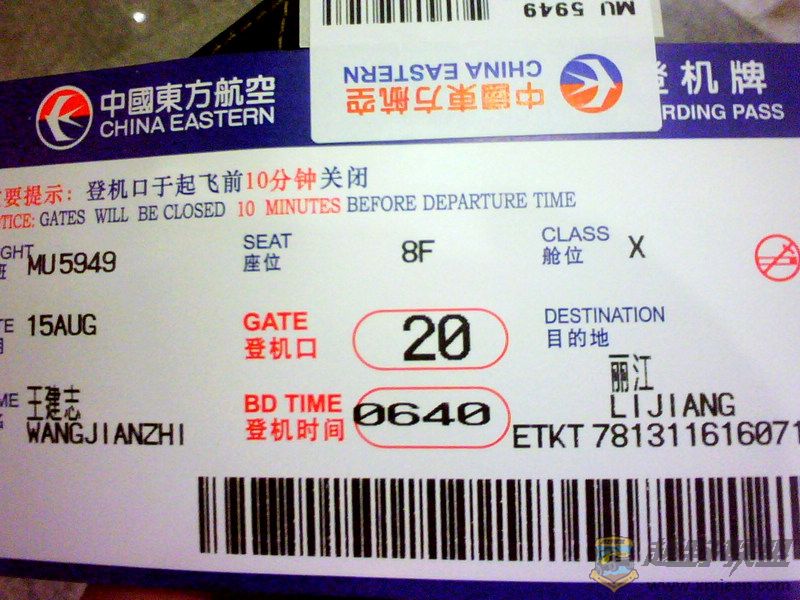 MU 5949
中國東方航空
CHINA EASTERN
中國東方航空
CHINA EASTERN
登机牌
RDING PASS
要提示：登机口于起飞前10分钟关闭
TICE: GATES WILL BE CLOSED 10 MINUTES BEFORE DEPARTURE TIME
GHT
MU5949
SEAT
座位
8F
CLASS
舱位
X
15AUG
GATE
登机口
20
DESTINATION
目的地
丽江
LIJIANG
王建志
WANGJIANZHI
BD TIME
登机时间
0640
ETKT 781311616071